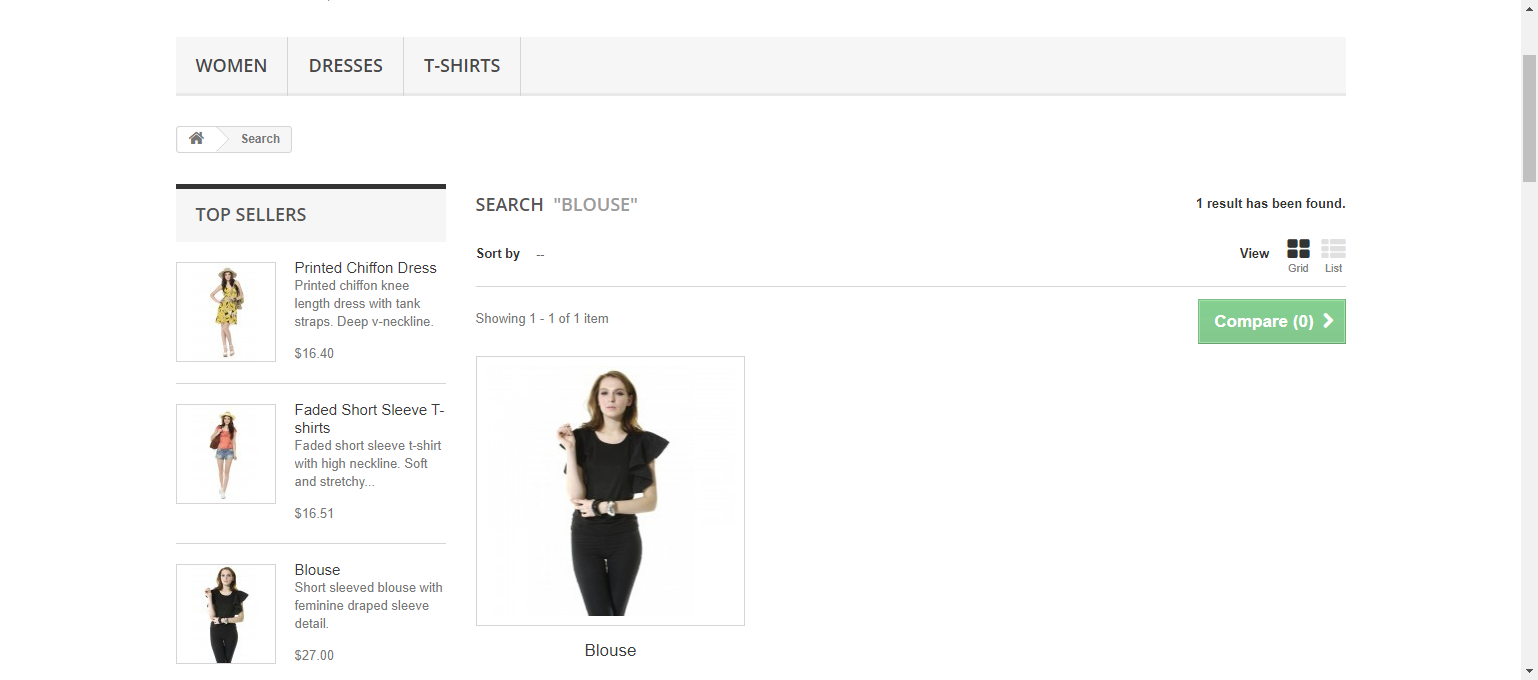 WOMEN
DRESSES
T-SHIRTS
Search
TOP SELLERS
Printed Chiffon Dress
Printed chiffon knee
length dress with tank
straps. Deep v-neckline.
$16.40
Faded Short Sleeve T-
shirts
Faded short sleeve t-shirt
with high neckline. Soft
and stretchy...
$16.51
Blouse
Short sleeved blouse with
feminine draped sleeve
detail.
$27.00
SEARCH "BLOUSE"
1 result has been found.
Sort by --
View
Grid
List
Showing 1 - 1 of 1 item
Compare (0)
Blouse